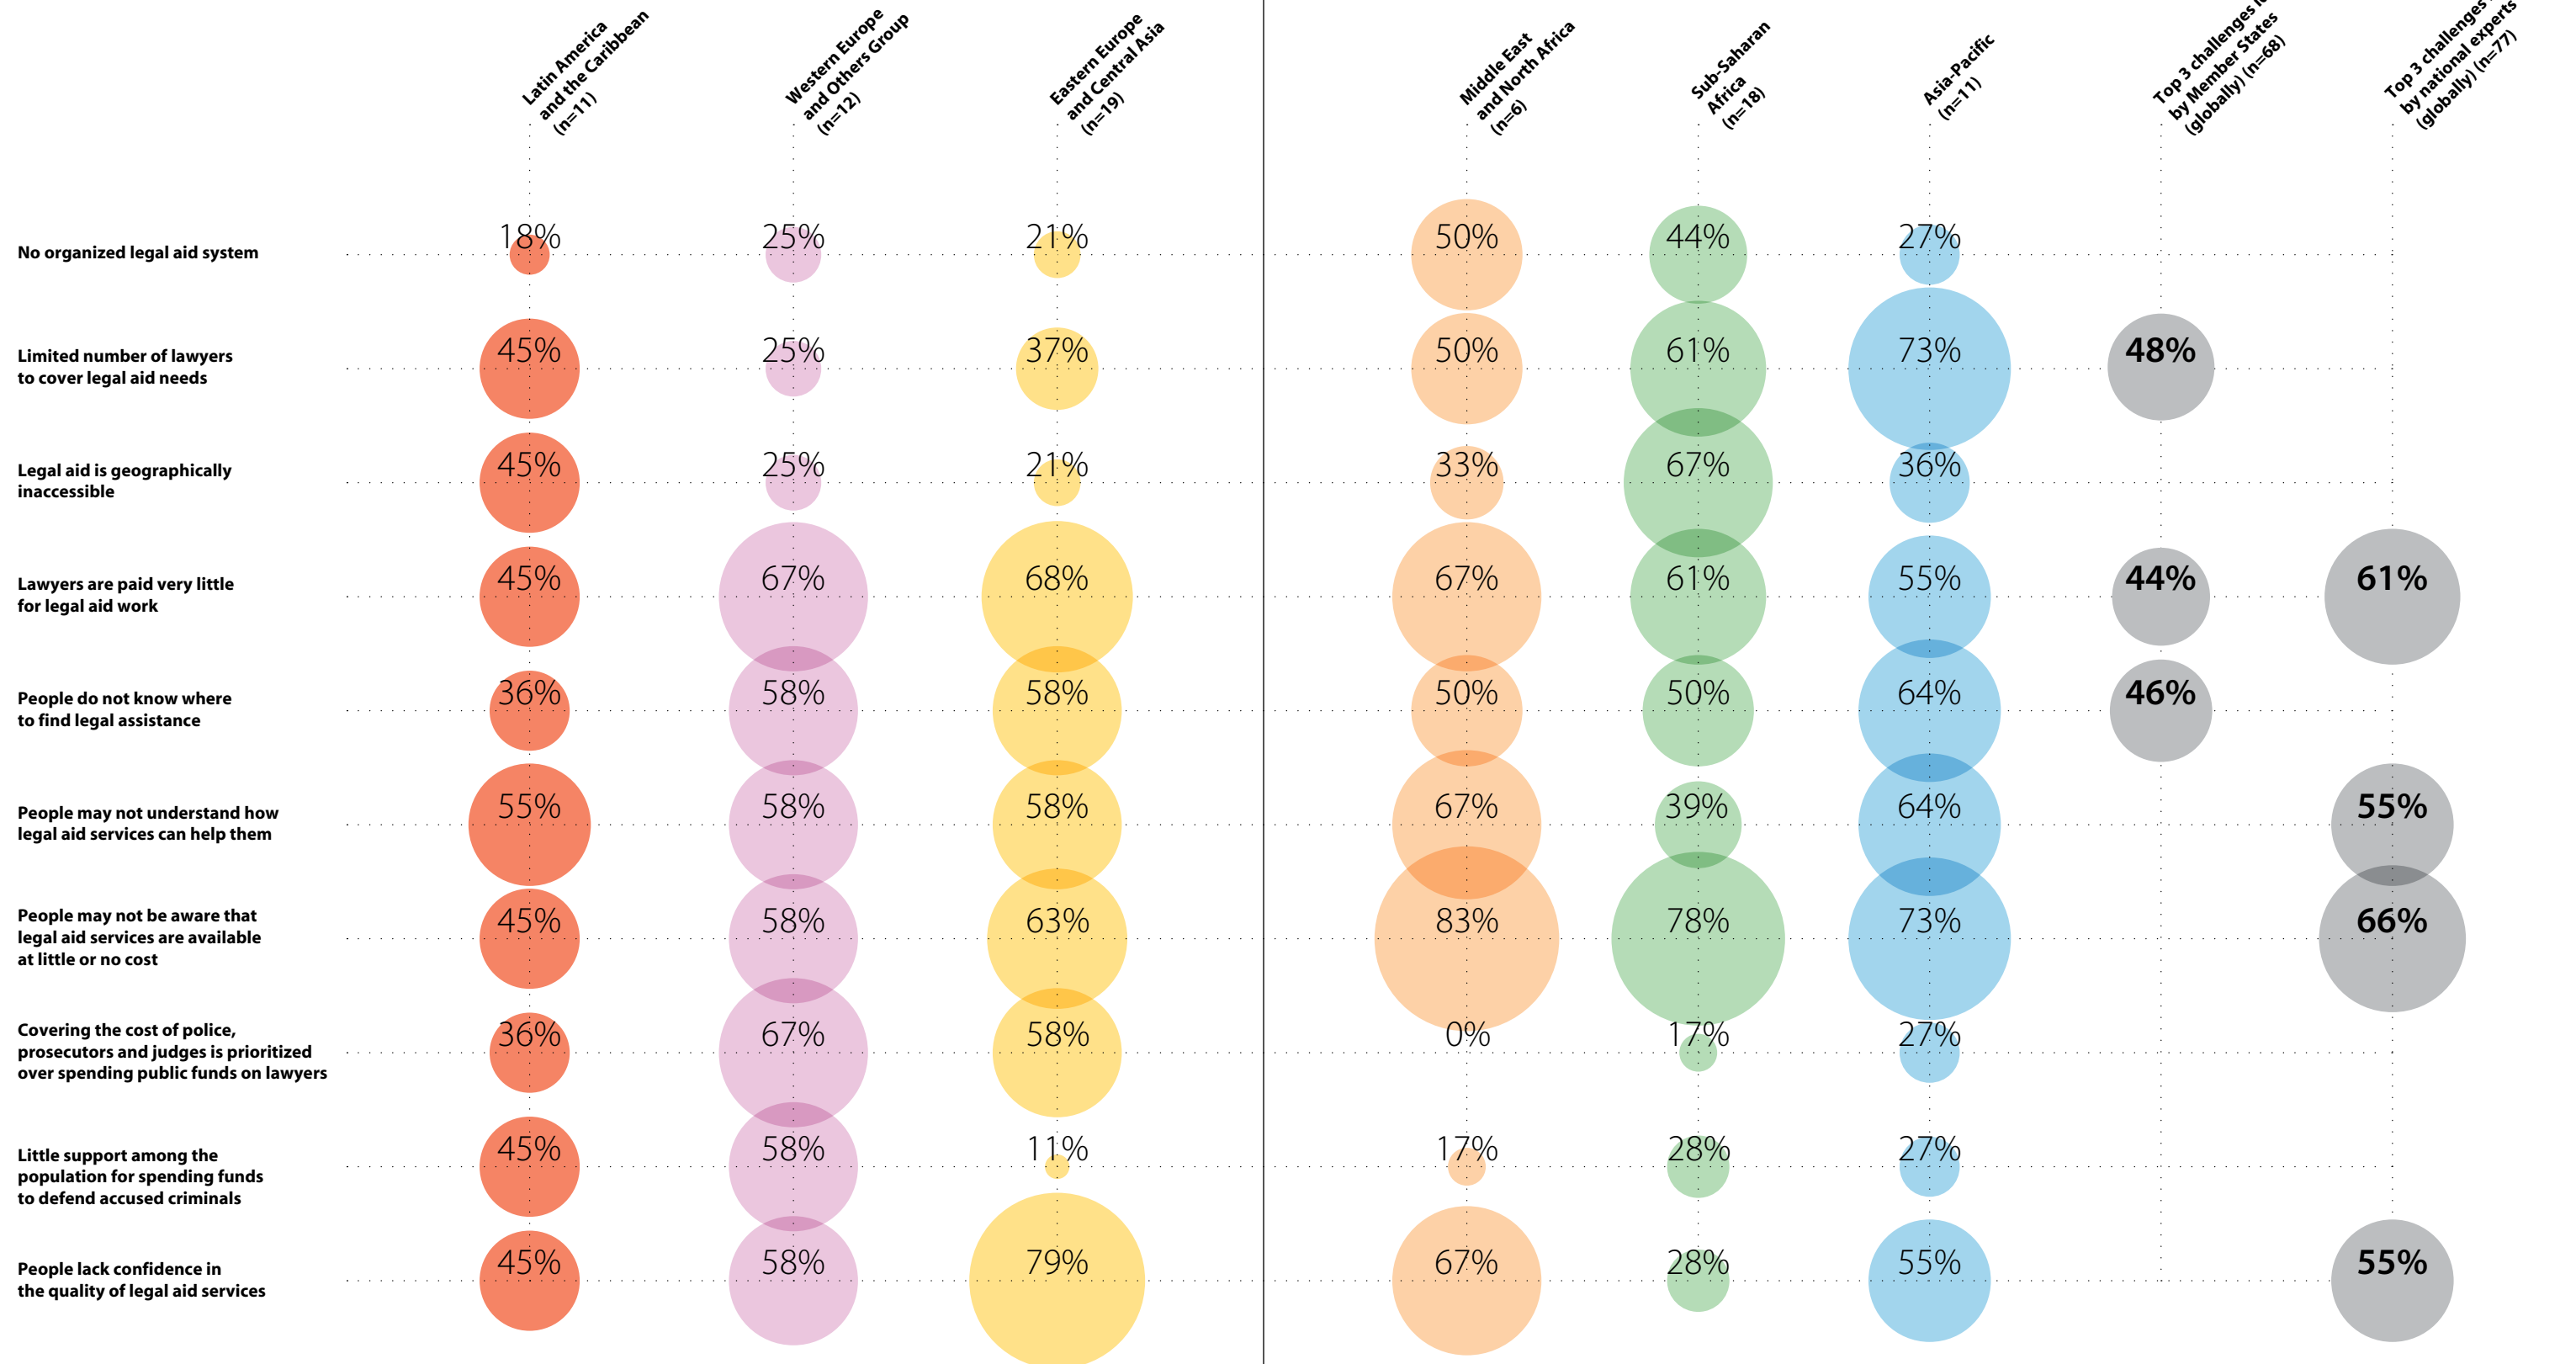 Latin America
and the Caribbean
(n=11)
Western Europe
and Others Group
(n=12)
Eastern Europe
and Central Asia
(n=19)
Middle East
and North Africa
(n=6)
Sub-Saharan
Africa
(n=18)
Asia-Pacific
(n=11)
Top 3 challenges
by Member States
(globally) (n=68)
Top 3 challenges
by national experts
(globally) (n=77)
No organized legal aid system
18% 25% 21% 50% 44% 27%
Limited number of lawyers
to cover legal aid needs
45% 25% 37% 50% 61% 73% 48%
Legal aid is geographically
inaccessible
45% 25% 21% 33% 67% 36%
Lawyers are paid very little
for legal aid work
45% 67% 68% 67% 61% 55% 44% 61%
People do not know where
to find legal assistance
36% 58% 58% 50% 50% 64% 46%
People may not understand how
legal aid services can help them
55% 58% 58% 67% 39% 64% 55%
People may not be aware that
legal aid services are available
at little or no cost
45% 58% 63% 83% 78% 73% 66%
Covering the cost of police,
prosecutors and judges is prioritized
over spending public funds on lawyers
36% 67% 58% 0% 17% 27%
Little support among the
population for spending funds
to defend accused criminals
45% 58% 11% 17% 28% 27%
People lack confidence in
the quality of legal aid services
45% 58% 79% 67% 28% 55% 55%